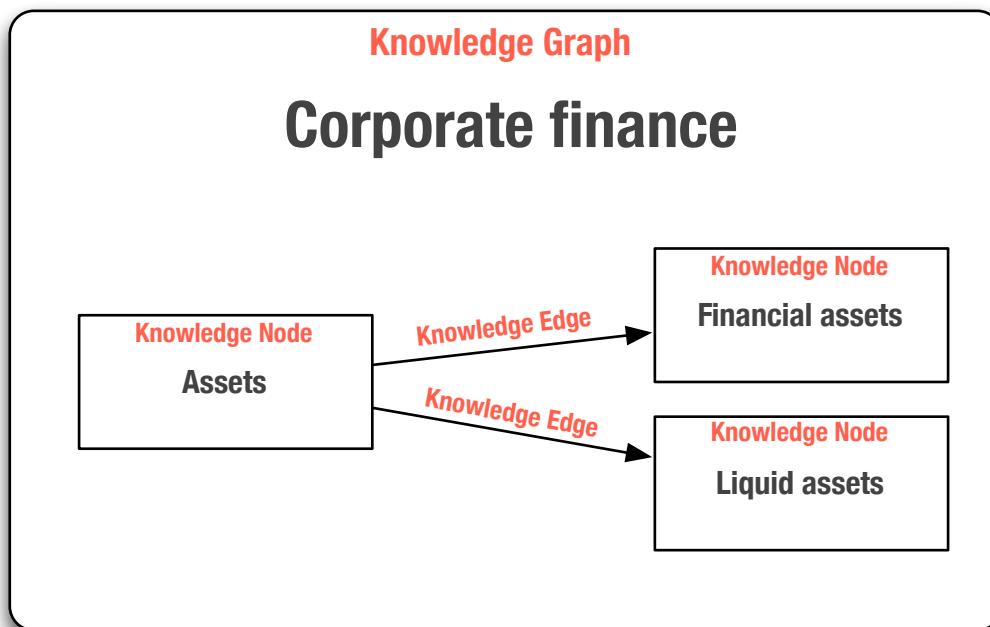 Knowledge Graph
Corporate finance
Knowledge Node
Assets
Knowledge Edge
Knowledge Edge
Knowledge Node
Financial assets
Knowledge Node
Liquid assets